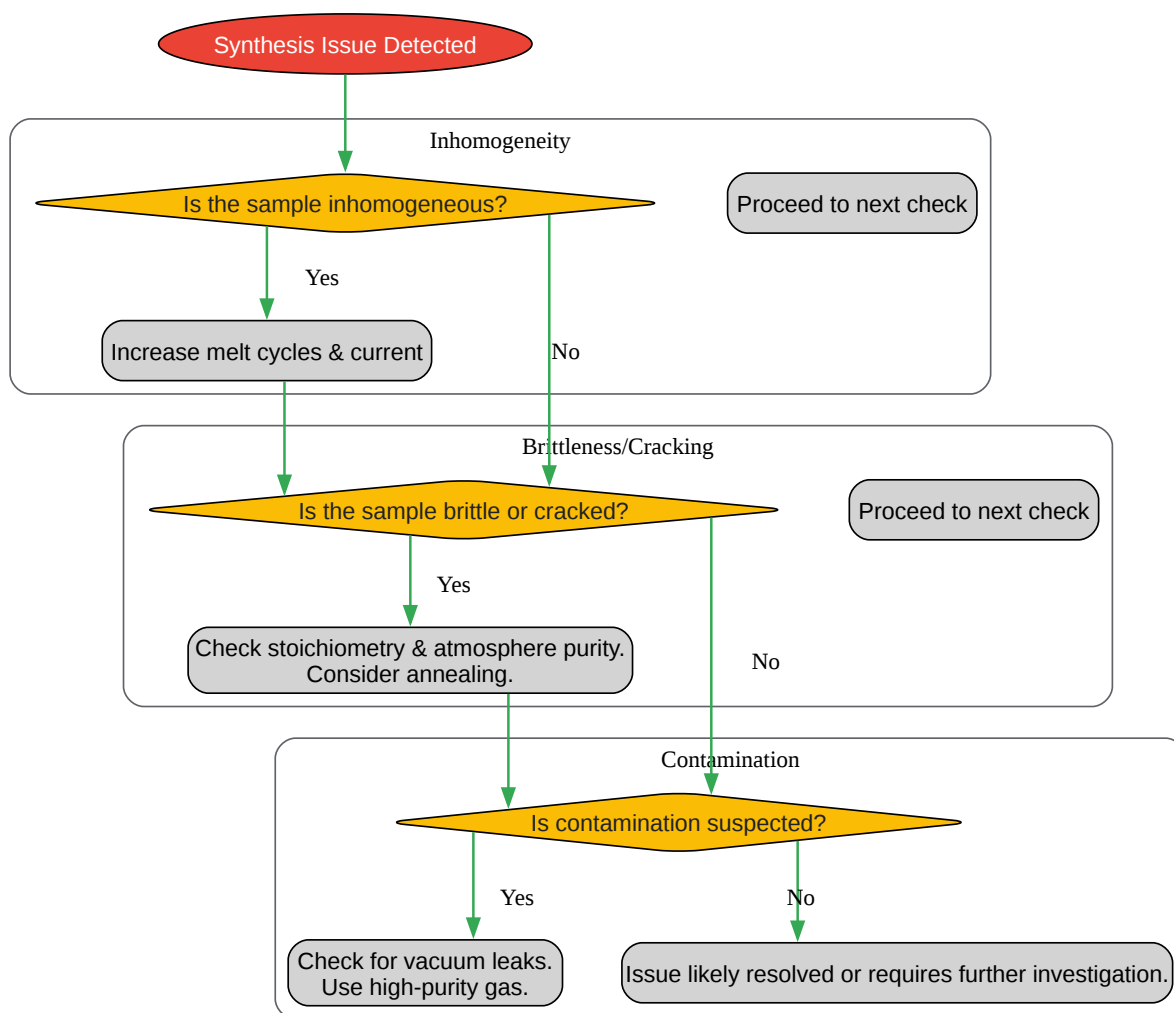 Synthesis Issue Detected
Inhomogeneity
Is the sample inhomogeneous?
Proceed to next check
Yes
Increase melt cycles & current
No
Brittleness/Cracking
Is the sample brittle or cracked?
Proceed to next check
Yes
Check stoichiometry & atmosphere purity.
Consider annealing.
No
Contamination
Is contamination suspected?
Yes
No
Check for vacuum leaks.
Use high-purity gas.
Issue likely resolved or requires further investigation.